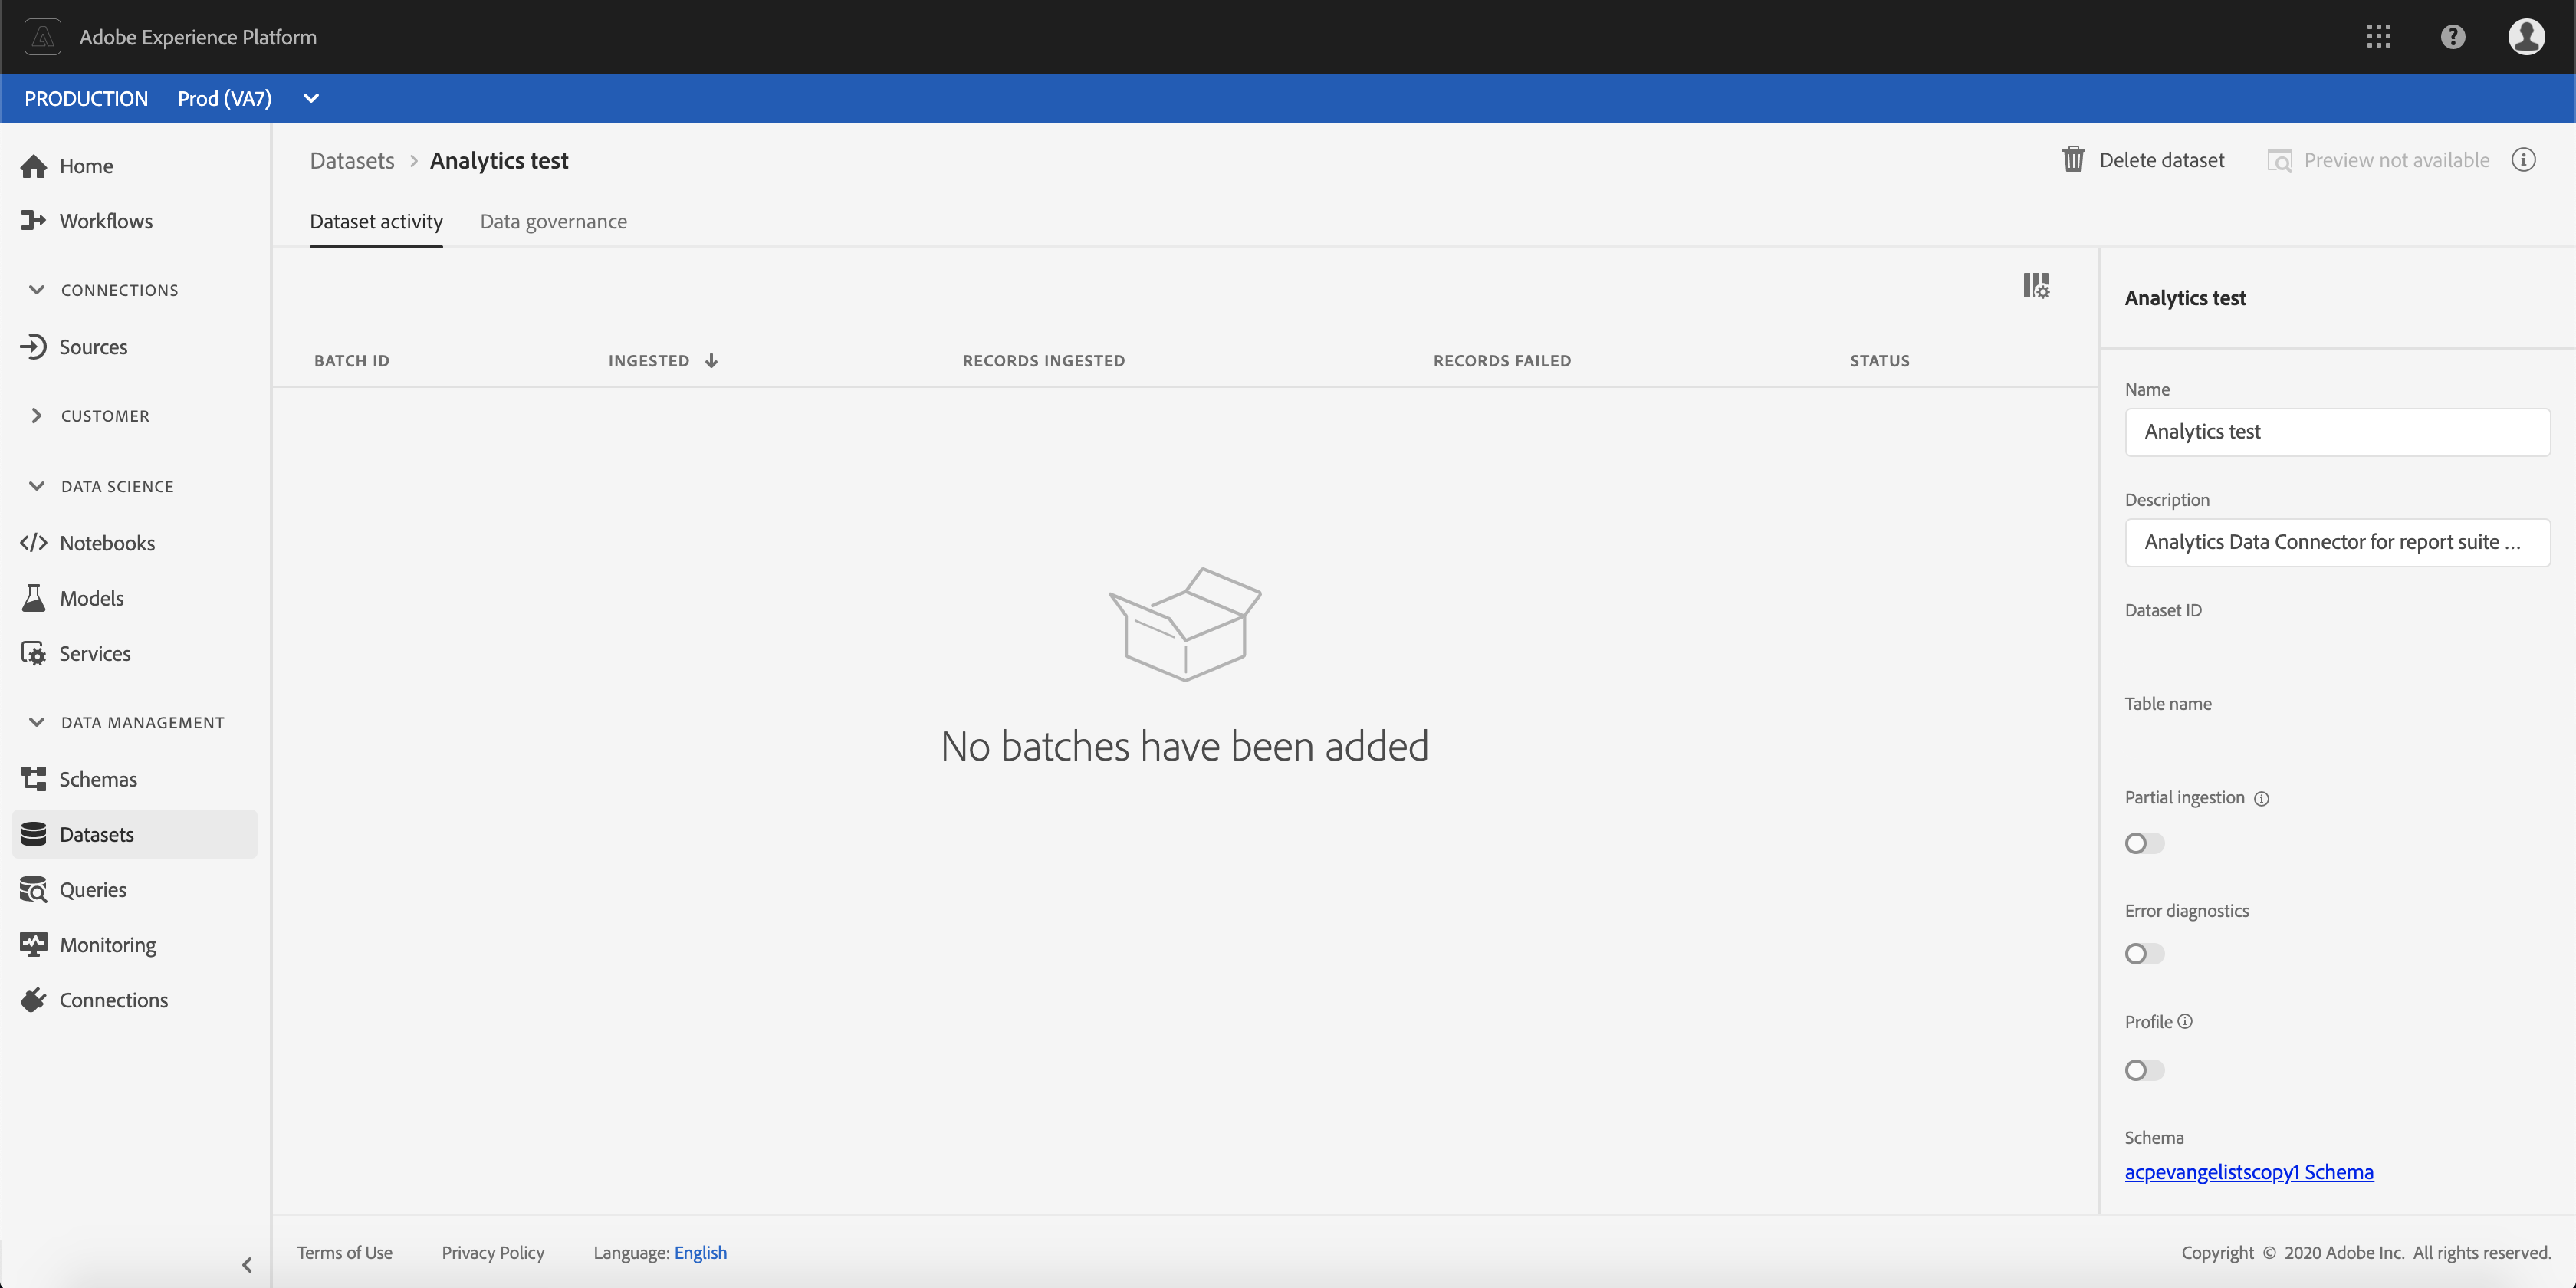 Adobe Experience Platform
PRODUCTION Prod (VA7)
Home
Workflows
CONNECTIONS
Sources
CUSTOMER
DATA SCIENCE
Notebooks
Models
Services
DATA MANAGEMENT
Schemas
Datasets
Queries
Monitoring
Connections
Datasets > Analytics test
Delete dataset
Preview not available
Dataset activity Data governance
BATCH ID INGESTED RECORDS INGESTED RECORDS FAILED STATUS
No batches have been added
Analytics test
Name
Analytics test
Description
Analytics Data Connector for report suite ...
Dataset ID
Table name
Partial ingestion
Error diagnostics
Profile
Schema
acpevangelistscopy1 Schema
Terms of Use Privacy Policy Language: English
Copyright © 2020 Adobe Inc. All rights reserved.